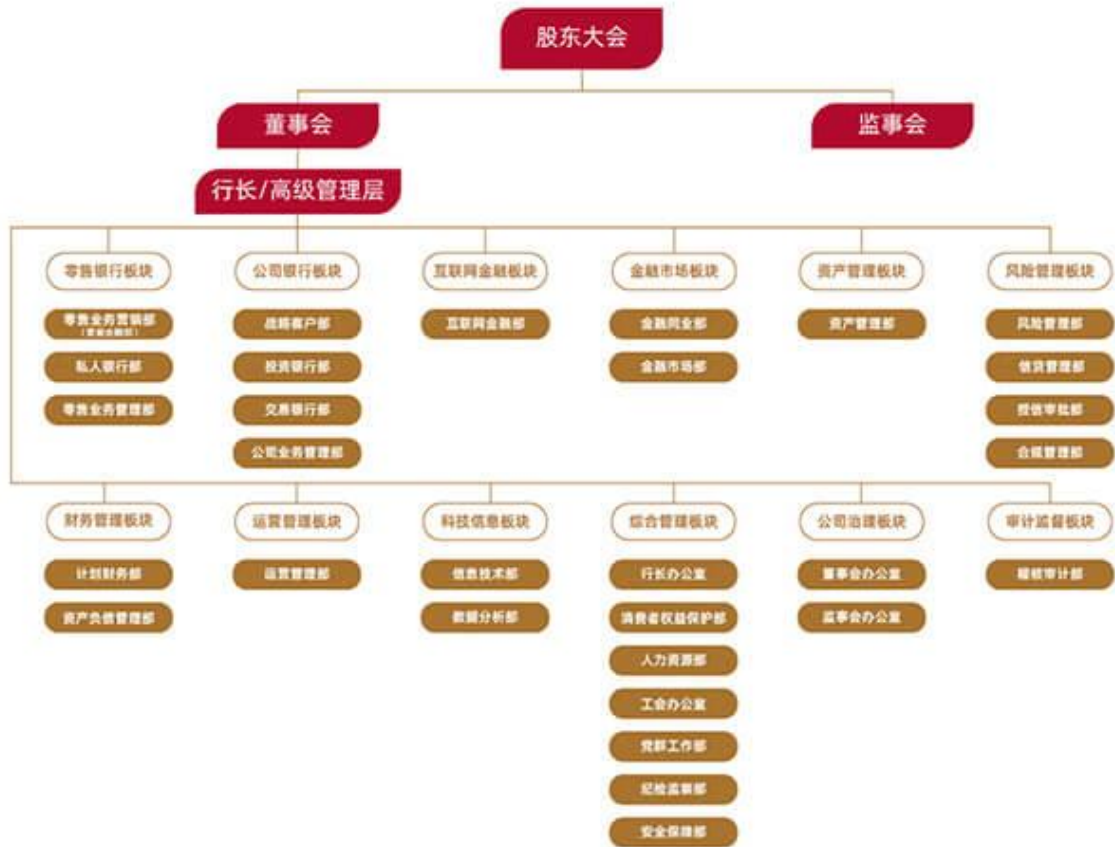 股东大会
董事会
监事会
行长/高级管理层
零售银行板块
公司银行板块
互联网金融板块
金融市场板块
资产管理板块
风险管理板块
零售业务营销部
战略客户部
互联网金融部
金融同业部
资产管理部
风险管理部
私人银行部
投资银行部
金融市场部
信贷管理部
零售业务管理部
交易银行部
授信审批部
公司业务管理部
合规管理部
财务管理板块
运营管理板块
科技信息板块
综合管理板块
公司治理板块
审计监督板块
计划财务部
运营管理部
信息技术部
行长办公室
董事会办公室
稽核审计部
资产负债管理部
数据分析部
消费者权益保护部
监事会办公室
人力资源部
工会办公室
党群工作部
纪检监察部
安全保障部